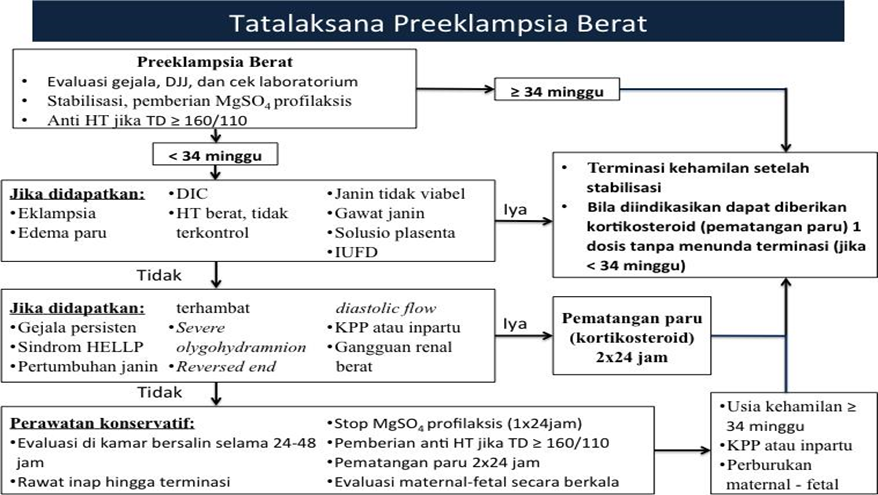 Tatalaksana Preeklampsia Berat
Preeklampsia Berat
• Evaluasi gejala, DJJ, dan cek laboratorium
• Stabilisasi, pemberian MgSO₄ profilaksis
• Anti HT jika TD ≥ 160/110
≥ 34 minggu
< 34 minggu
Jika didapatkan:
•Eklampsia
•Edema paru
•DIC
•HT berat, tidak
terkontrol
•Janin tidak viabel
•Gawat janin
•Solusio plasenta
•IUFD
Iya
• Terminasi kehamilan setelah
stabilisasi
• Bila diindikasikan dapat diberikan
kortikosteroid (pematangan paru) 1
dosis tanpa menunda terminasi (jika
< 34 minggu)
Tidak
Jika didapatkan:
•Gejala persisten
•Sindrom HELLP
•Pertumbuhan janin
terhambat
•Severe
olygohydramnion
•Reversed end
diastolic flow
•KPP atau inpartu
•Gangguan renal
berat
Iya
Pematangan paru
(kortikosteroid)
2x24 jam
Tidak
Perawatan konservatif:
•Evaluasi di kamar bersalin selama 24-48
jam
•Rawat inap hingga terminasi
•Stop MgSO₄ profilaksis (1x24jam)
•Pemberian anti HT jika TD ≥ 160/110
•Pematangan paru 2x24 jam
•Evaluasi maternal-fetal secara berkala
•Usia kehamilan ≥
34 minggu
•KPP atau inpartu
•Perburukan
maternal - fetal